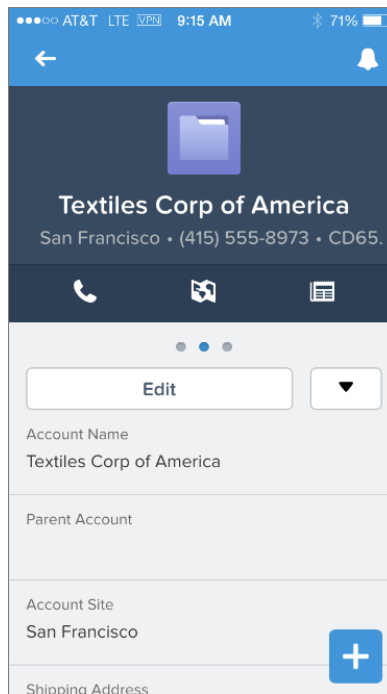 AT&T LTE VPN 9:15 AM 71%
Textiles Corp of America
San Francisco • (415) 555-8973 • CD65.
Edit
Account Name
Textiles Corp of America
Parent Account
Account Site
San Francisco
Shipping Address